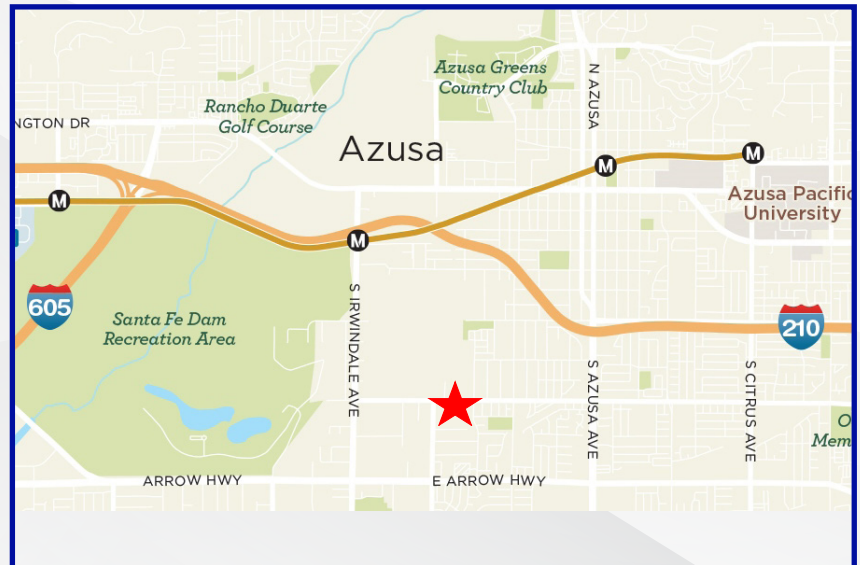 Azusa Greens
Country Club
N AZUSA
Rancho Duarte
Golf Course
NGTON DR
Azusa
M
M
M
M
Azusa Pacific
University
605
Santa Fe Dam
Recreation Area
S IRWINDALE AVE
210
S AZUSA AVE
S CITRUS AVE
O
Mem
ARROW HWY
E ARROW HWY